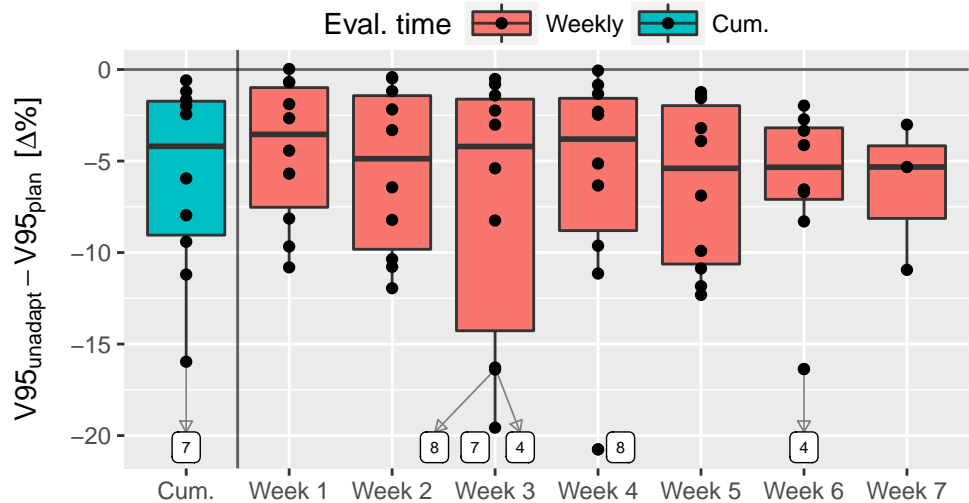 Eval. time Weekly Cum.
V95unadapt − V95plan [Δ%]
0
−5
−10
−15
−20
7
8 7 4
8
4
Cum. Week 1 Week 2 Week 3 Week 4 Week 5 Week 6 Week 7